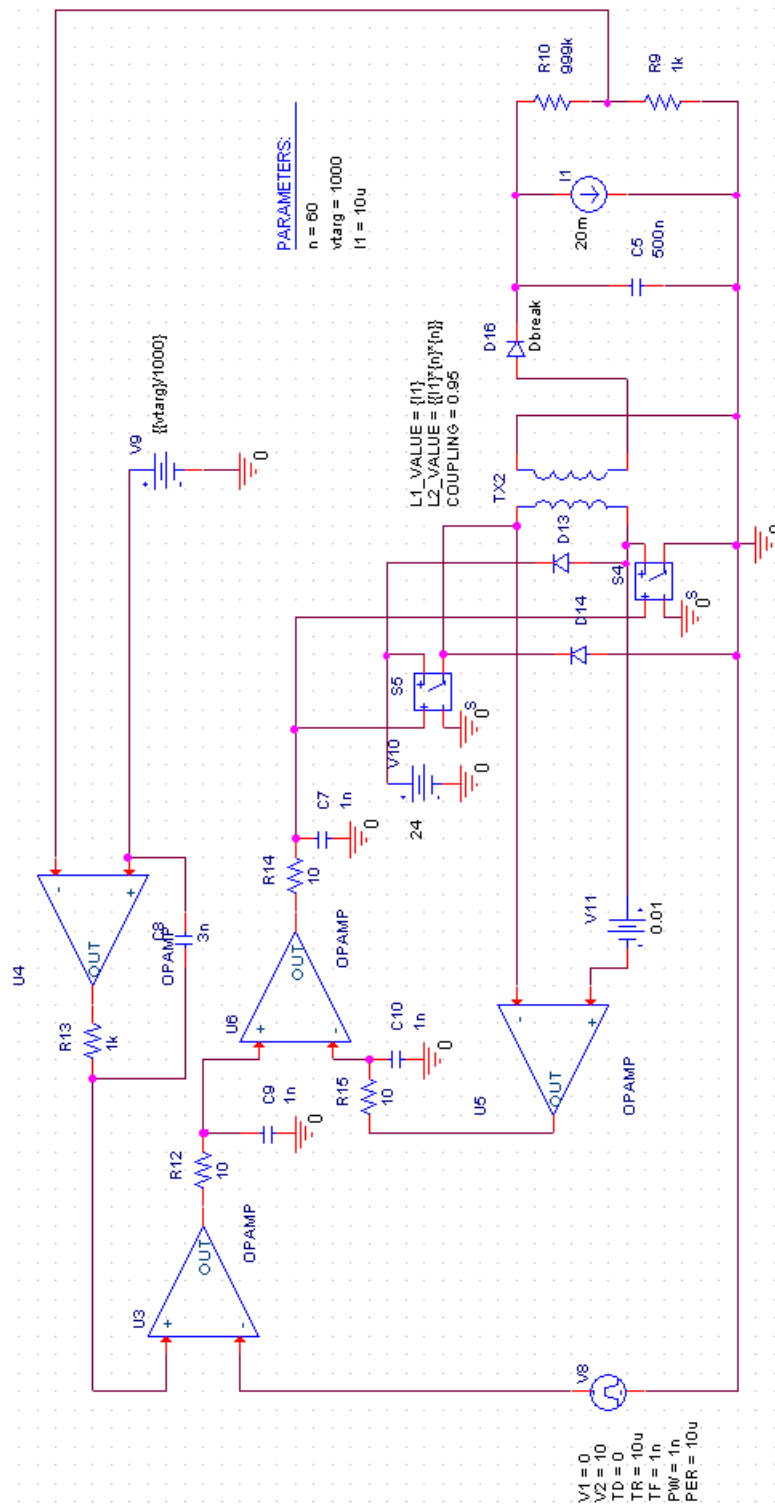 R10
999k
R9
1k
PARAMETERS:
n = 60
vtarg = 1000
l1 = 10u
I1
20m
C5
500n
D16
Dbreak
V9
{{vtarg}/1000}
+
-
0
L1_VALUE = {l1}
L2_VALUE = {{l1}*{n}*{n}}
COUPLING = 0.95
TX2
D13
D14
S4
+
+
-
-
S
0
0
S5
+
+
-
-
S
0
V10
+
-
24
0
C7
1n
0
R14
10
U4
-
+
OUT
OPAMP
C8
3n
R13
1k
U6
+
-
OUT
OPAMP
V11
+
-
0.01
C10
1n
0
R15
10
U5
-
+
OUT
OPAMP
C9
1n
0
R12
10
U3
+
-
OUT
OPAMP
V8
V1 = 0
V2 = 10
TD = 0
TR = 10u
TF = 1n
PW = 1n
PER = 10u